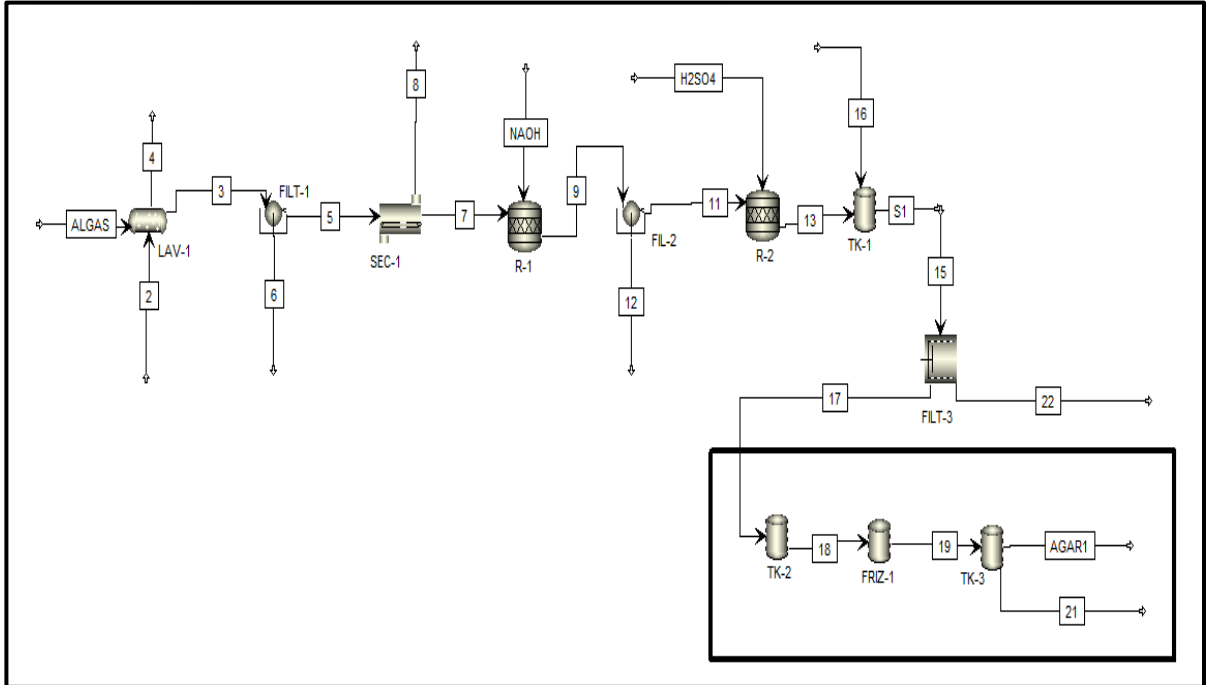 ALGAS
2
4
LAV-1
3
FILT-1
6
5
SEC-1
8
7
NAOH
R-1
9
FIL-2
12
11
H2SO4
R-2
13
16
TK-1
S1
15
FILT-3
22
17
TK-2
18
FRIZ-1
19
TK-3
AGAR1
21